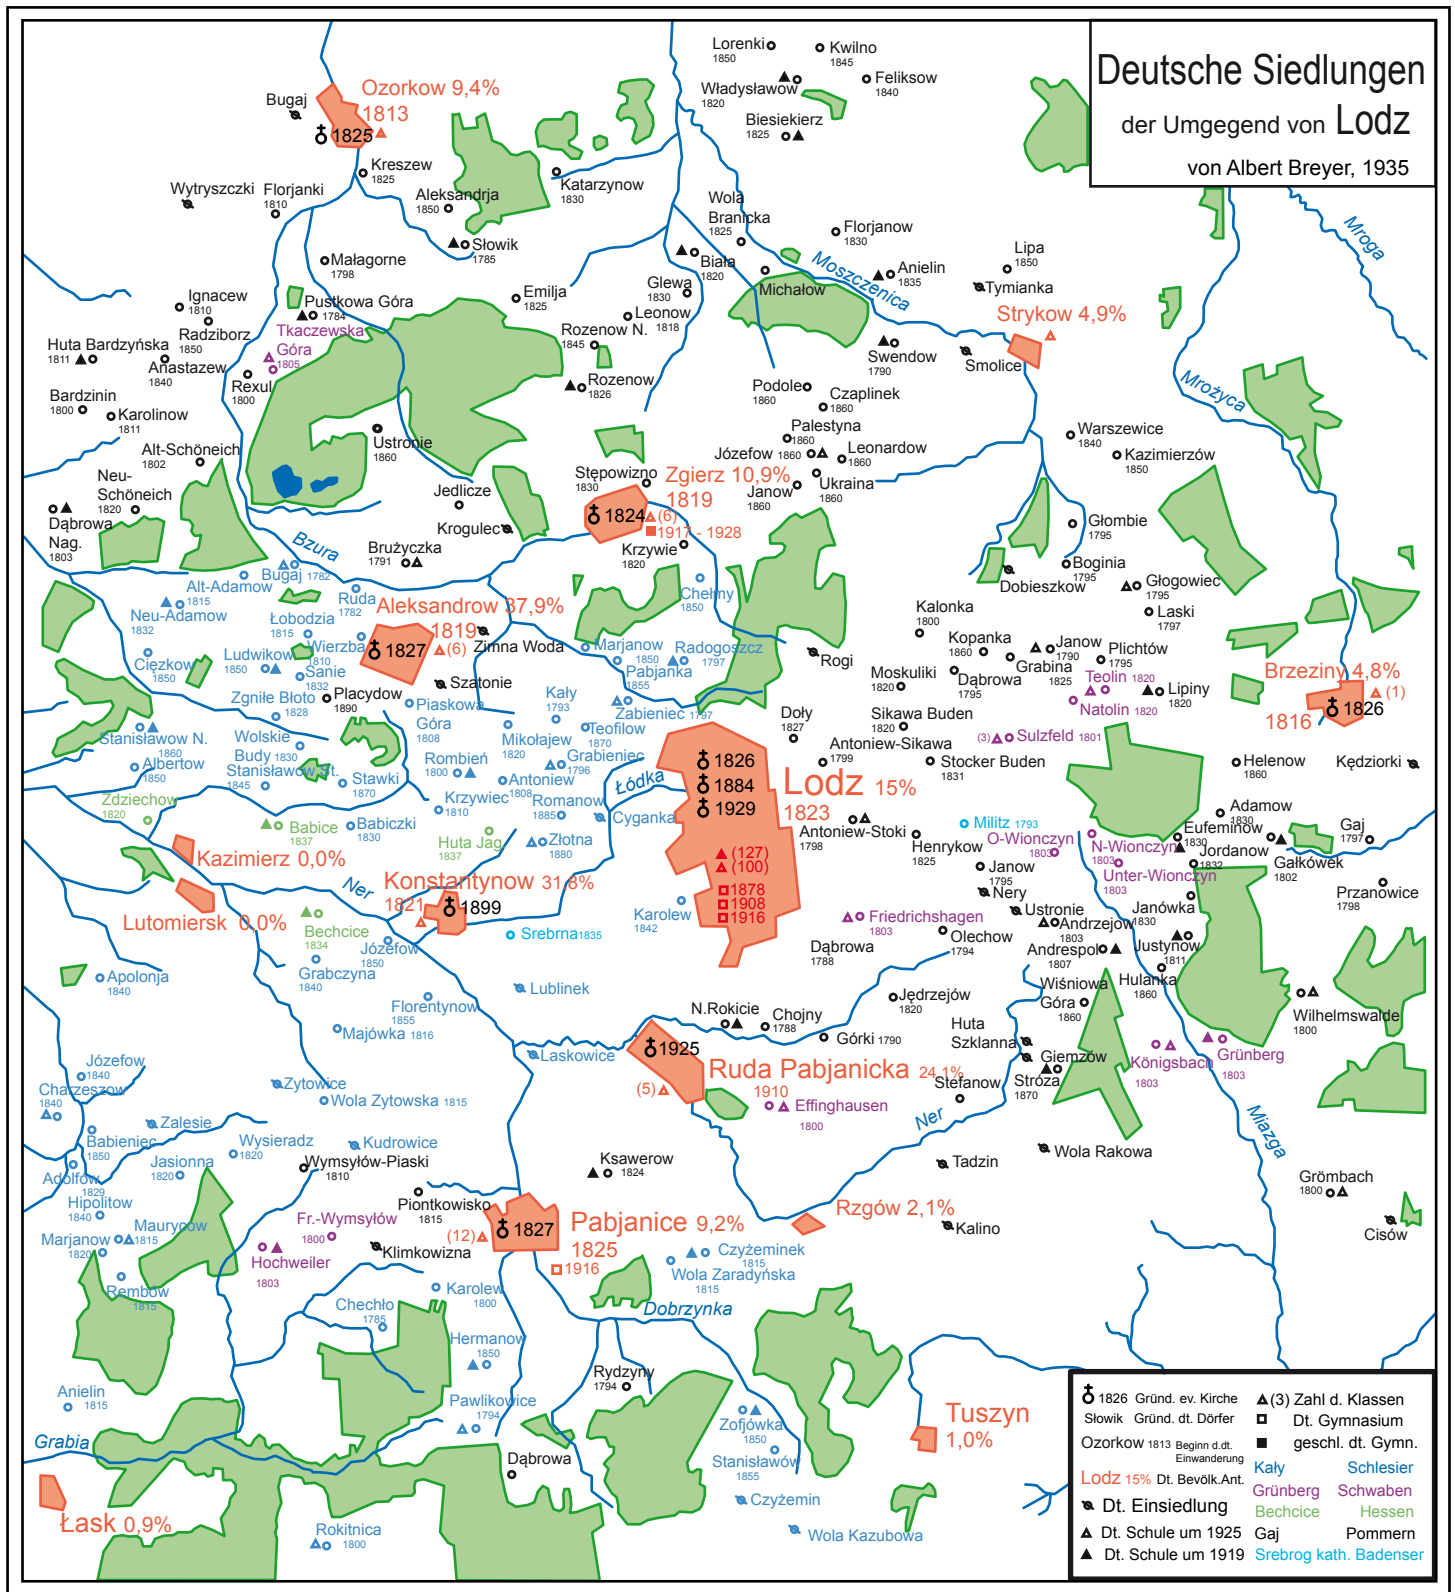 Deutsche Siedlungen
der Umgegend von Lodz
von Albert Breyer, 1935
Lorenki
1850
Kwilno
1845
Władysławow
1820
Feliksow
1840
Biesiekierz
1825
Bugaj
Ozorkow 9,4%
1813
1825
Kreszew
1825
Wytryszczki
Florjanki
1810
Aleksandrja
1850
Katarzynow
1830
Słowik
1785
Wola
Branicka
1825
Florjanow
1830
Biała
1820
Moszczenica
Anielin
1835
Lipa
1850
Tymianka
Mroga
Małagorne
1798
Glewa
1830
Michałow
Ignacew
1810
Pustkowa Góra
1784
Emilja
1825
Leonow
1818
Strykow 4,9%
Radziborz
1850
Tkaczewska
Góra
1805
Rozenow N.
1845
Huta Bardzyńska
1811
Anastazew
1840
Rexul
1800
Swendow
1790
Smolice
Bardzinin
1800
Karolinow
1811
Rozenow
1826
Podole
1860
Czaplinek
1860
Mrożyca
Alt-Schöneich
1802
Ustronie
1860
Palestyna
1860
Józefow
1860
Leonardow
1860
Warszewice
1840
Kazimierzów
1850
Neu-
Schöneich
1820
Jedlicze
Stępowizno
1830
Zgierz 10,9%
1819
1824
(6)
1917 - 1928
Janow
1860
Ukraina
1860
Dąbrowa
Nag.
1803
Krogulec
Głombie
1795
Bzura
Brużyczka
1791
Krzywie
1820
Boginia
1795
Dobieszkow
Bugaj 1782
Alt-Adamow
1815
Neu-Adamow
1832
Ruda
1782
Chełmy
1850
Głogowiec
1795
Laski
1797
Łobodzia
1815
Aleksandrow 37,9%
1819
1827
(6)
Kalonka
1800
Wierzba
1810
Zimna Woda
Marjanow
1850
Radogoszcz
1797
Pabjanka
1855
Rogi
Kopanka
1860
Janow
1790
Grabina
1825
Plichtów
1795
Ciężkow
1850
Ludwikow
1850
Sanie
1832
Szatonie
Moskuliki
1820
Dąbrowa
1795
Teolin 1820
Lipiny
1820
Brzeziny 4,8%
1816
1826
(1)
Zgniłe Błoto
1828
Placydow
1890
Piaskowa
Góra
1808
Kały
1793
Zabieniec 1797
Natolin 1820
Stanisławow N.
1860
Wolskie
Budy 1830
Mikołajew
1820
Teofilow
1870
Doły
1827
Sikawa Buden
1820
(3)
Sulzfeld 1801
Albertow
1850
Stanisławow St.
1845
Stawki
1870
Rombień
1800
Grabieniec
1796
Antoniew
1808
Antoniew-Sikawa
1799
Stocker Buden
1831
Helenow
1860
Kędziorki
Łódka
1826
1884
1929
Lodz 15%
1823
(127)
(100)
1878
1908
1916
Zdziechow
1820
Krzywiec
1810
Romanow
1885
Cyganka
Adamow
1830
Babice
1837
Babiczki
1830
Huta Jag.
1837
Złotna
1880
Antoniew-Stoki
1798
Militz 1793
Henrykow
1825
O-Wionczyn
1803
N-Wionczyn
1803
Eufeminów
1830
Jordanow
1832
Gałkówek
1802
Gaj
1797
Kazimierz 0,0%
Ner
Konstantynow 31,8%
1821
1899
Janow
1795
Unter-Wionczyn
1803
Przanowice
1798
Lutomiersk 0,0%
Nery
Bechcice
1834
Józefow
1850
Srebrna 1835
Karolew
1842
Friedrichshagen
1803
Ustronie
Andrzejow
1803
Janówka
1830
Dąbrowa
1788
Olechow
1794
Andrespol
1807
Justynow
1811
Grabczyna
1840
Apolonja
1840
Lublinek
Hulanka
1860
Florentynow
1855
Jędrzejów
1820
Wiśniowa
Góra
1860
N.Rokicie
Chojny
1788
Górki 1790
Wilhelmswalde
1800
Majówka 1816
Huta
Szklanna
1925
Laskowice
Giemzów
Stróza
1870
Königsbach
1803
Grünberg
1803
Józefow
1840
Ruda Pabjanicka 24,1%
1910
(5)
Stefanow
Charzeszow
1840
Zytowice
Wola Zytowska 1815
Effinghausen
1800
Ner
Miazga
Zalesie
Babieniec
1850
Wysieradz
1820
Kudrowice
Wola Rakowa
Adolfow
1829
Jasionna
1820
Wymsyłów-Piaski
1810
Ksawerow
1824
Tadzin
Grömbach
1800
Hipolitow
1840
Piontkowisko
1815
Rzgów 2,1%
Kalino
Cisów
Fr.-Wymsyłów
1800
Maurycow
1815
Marjanow
1820
Pabjanice 9,2%
1825
1827
(12)
1916
Hochweiler
1803
Klimkowizna
Czyżeminek
1815
Wola Zaradyńska
1815
Rembow
1815
Karolew
1800
Chechło
1785
Dobrzynka
Hermanow
1850
Rydzyny
1794
Anielin
1815
Pawlikowice
1794
Zofjówka
1850
Tuszyn
1,0%
Grabia
Dąbrowa
Stanisławów
1855
Czyżemin
Łask 0,9%
Rokitnica
1800
Wola Kazubowa
1826 Gründ. ev. Kirche
(3) Zahl d. Klassen
Słowik Gründ. dt. Dörfer
Dt. Gymnasium
Ozorkow 1813 Beginn d.dt.
Einwanderung
geschl. dt. Gymn.
Lodz 15% Dt. Bevölk.Ant.
Kały Schlesier
Grünberg Schwaben
Dt. Einsiedlung
Bechcice Hessen
Dt. Schule um 1925
Gaj Pommern
Dt. Schule um 1919
Srebrog kath. Badenser